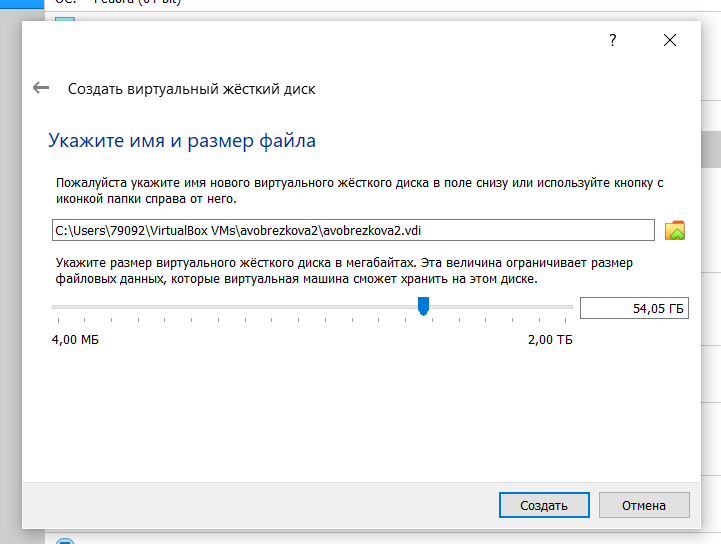 ОС: Fedora (64-bit)
?
Создать виртуальный жёсткий диск
Укажите имя и размер файла
Пожалуйста укажите имя нового виртуального жёсткого диска в поле снизу или используйте кнопку с
иконкой папки справа от него.
C:\Users\79092\VirtualBox VMs\avobrezkova2\avobrezkova2.vdi
Укажите размер виртуального жёсткого диска в мегабайтах. Эта величина ограничивает размер
файловых данных, которые виртуальная машина сможет хранить на этом диске.
54,05 ГБ
4,00 МБ 2,00 ТБ
Создать Отмена